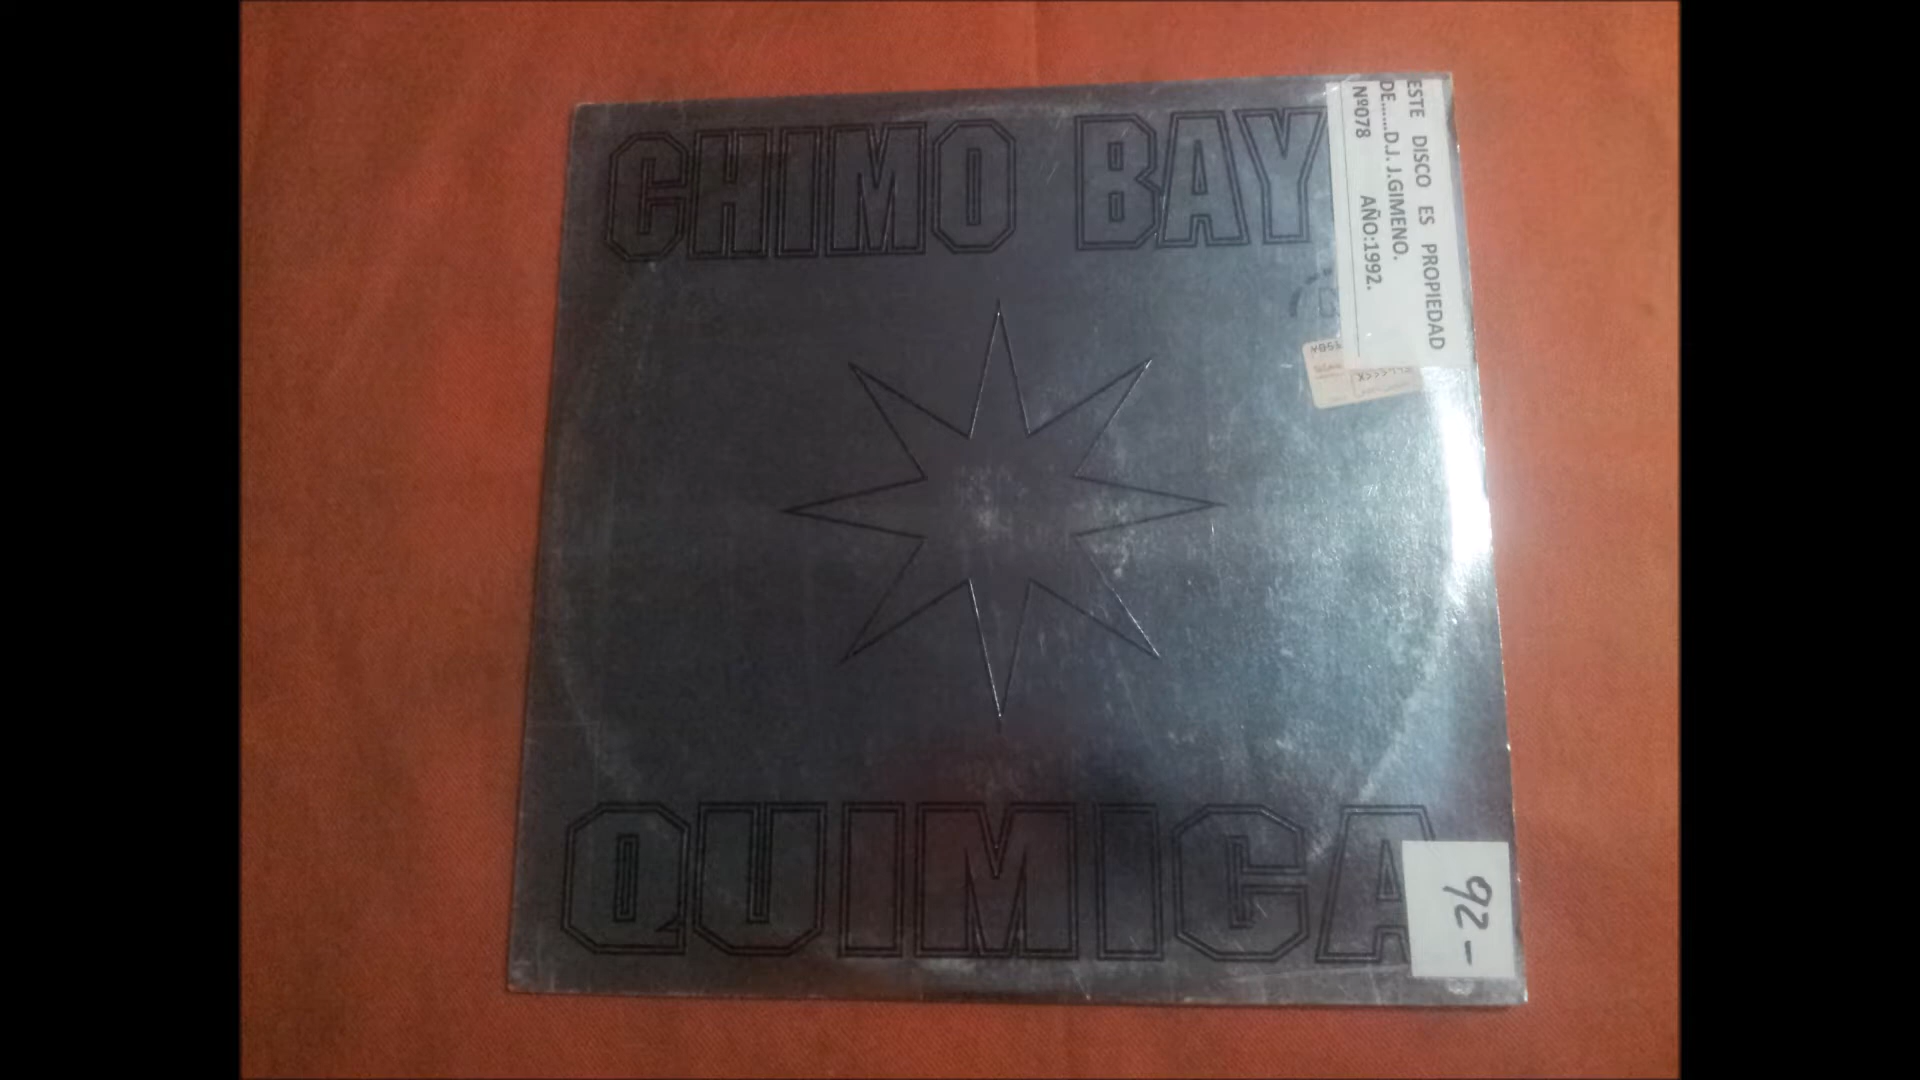 CHIMO BAY
ESTE DISCO ES PROPIEDAD
DE......D.J. J.GIMENO.
Nº078 AÑO:1992.
QUIMICA
92-